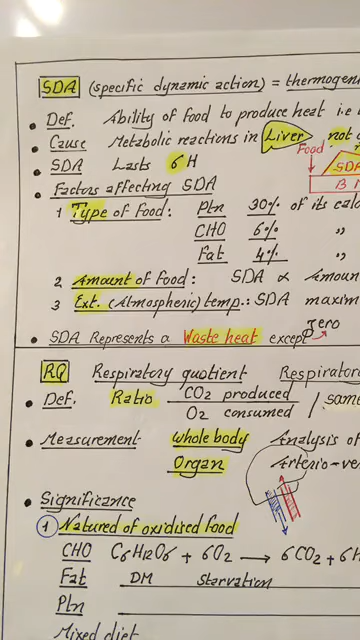 SDA (specific dynamic action) = thermogen
• Def. Ability of food to produce heat i.e
• Cause Metabolic reactions in Liver not
Food
• SDA Lasts 6H
SDA
B
• Factors affecting SDA
1 Type of food: Ptn 30% of its calo
CHO 6% ,,
Fat 4% ,,
2 Amount of food: SDA ∝ Amoun
3 Ext. (Atmospheric) temp.: SDA maxim
zero
• SDA Represents a Waste heat except
RQ Respiratory quotient Respirator
• Def. Ratio CO2 produced / same
O2 consumed
• Measurement whole body Analysis of
Organ Arterio-ve
• Significance
1 Natured of oxidised food
CHO C6H12O6 + 6O2 → 6CO2 + 6H
Fat DM Starvation
Ptn
Mixed diet